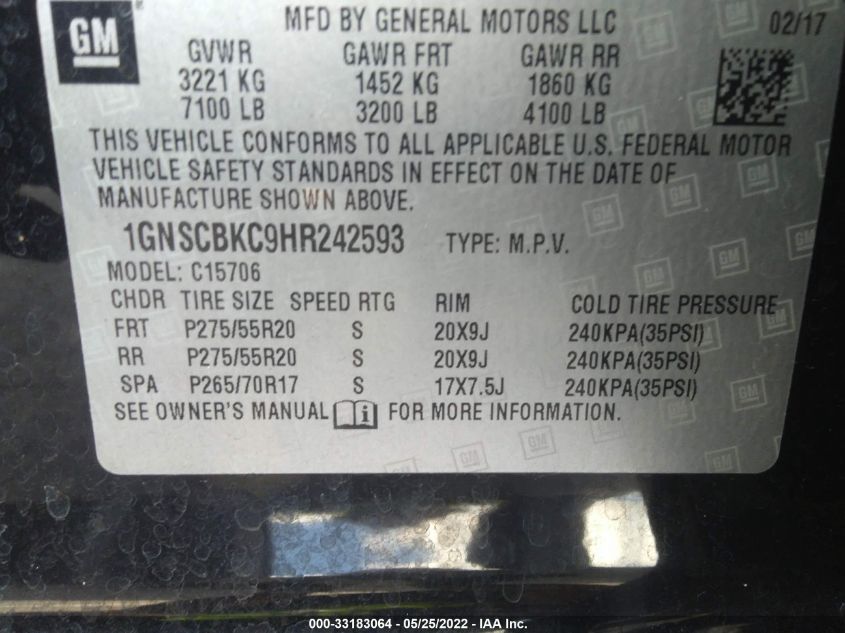 GM
MFD BY GENERAL MOTORS LLC 02/17
GVWR GAWR FRT GAWR RR
3221 KG 1452 KG 1860 KG
7100 LB 3200 LB 4100 LB
THIS VEHICLE CONFORMS TO ALL APPLICABLE U.S. FEDERAL MOTOR
VEHICLE SAFETY STANDARDS IN EFFECT ON THE DATE OF
MANUFACTURE SHOWN ABOVE.
1GNSCBKC9HR242593 TYPE: M.P.V.
MODEL: C15706
CHDR TIRE SIZE SPEED RTG RIM COLD TIRE PRESSURE
FRT P275/55R20 S 20X9J 240KPA(35PSI)
RR P275/55R20 S 20X9J 240KPA(35PSI)
SPA P265/70R17 S 17X7.5J 240KPA(35PSI)
SEE OWNER'S MANUAL i FOR MORE INFORMATION.
000-33183064 - 05/25/2022 - IAA Inc.